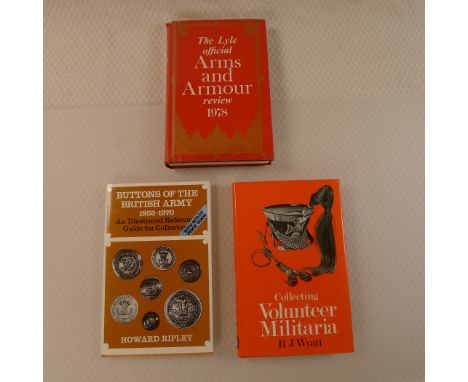 The Lyle
official
Arms
and
Armour
review
1978
BUTTONS OF THE
BRITISH ARMY
1855-1970
An Illustrated Reference
Guide for Collectors
HOWARD RIPLEY
Collecting
Volunteer
Militaria
R J Wyatt